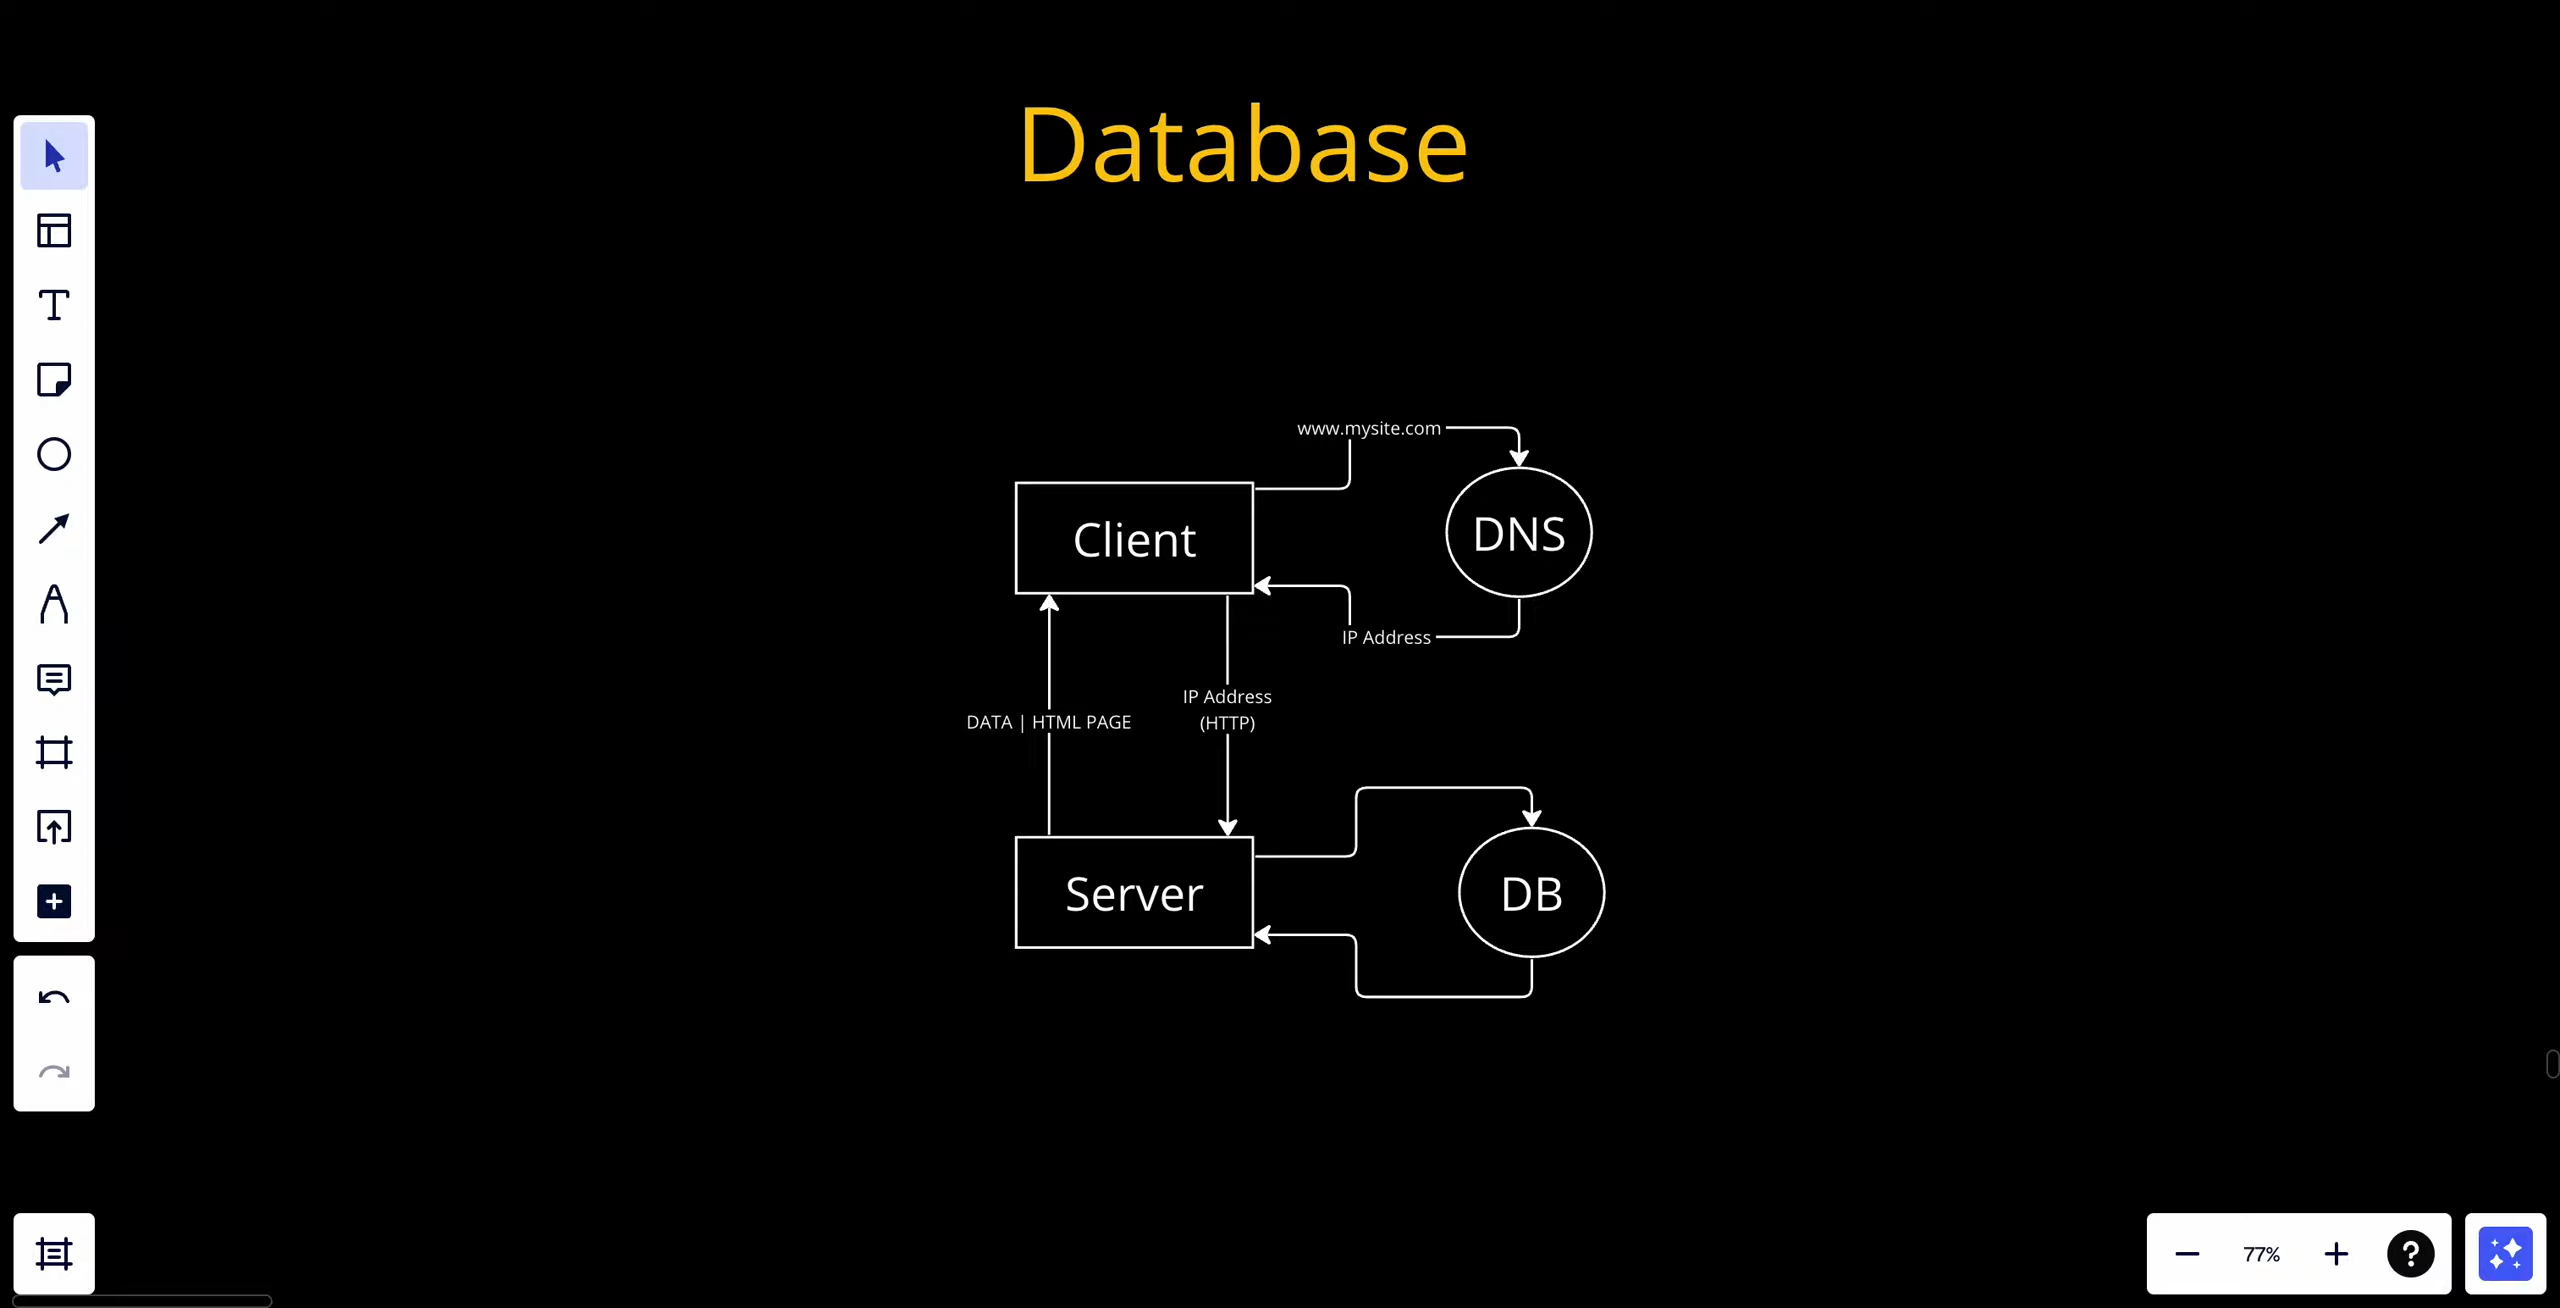 Database
www.mysite.com
Client
DNS
IP Address
IP Address
(HTTP)
DATA | HTML PAGE
Server
DB
77%